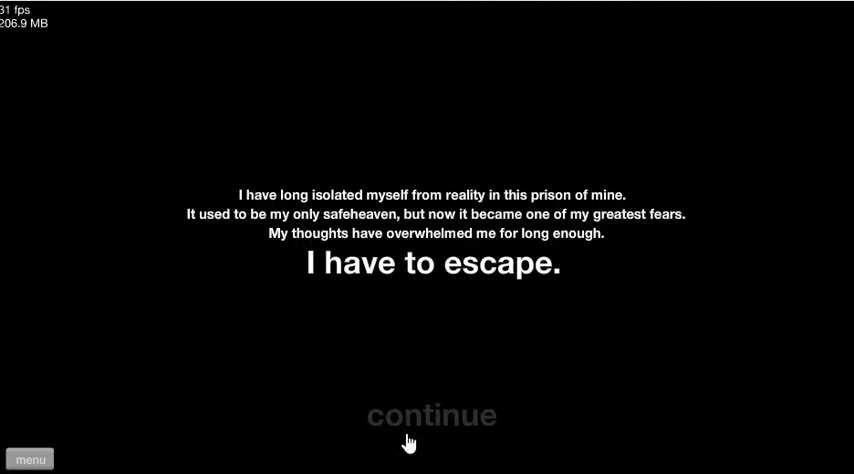 31 fps
206.9 MB
I have long isolated myself from reality in this prison of mine.
It used to be my only safeheaven, but now it became one of my greatest fears.
My thoughts have overwhelmed me for long enough.
I have to escape.
continue
menu